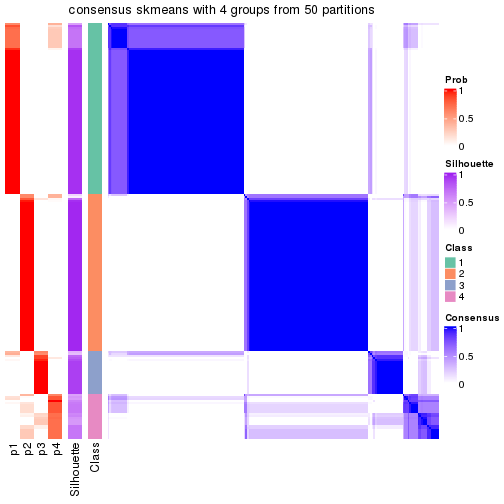 consensus skmeans with 4 groups from 50 partitions
Prob
1
0.5
0
Silhouette
1
0.5
0
Class
1
2
3
4
Consensus
1
0.5
0
p1
p2
p3
p4
Silhouette
Class